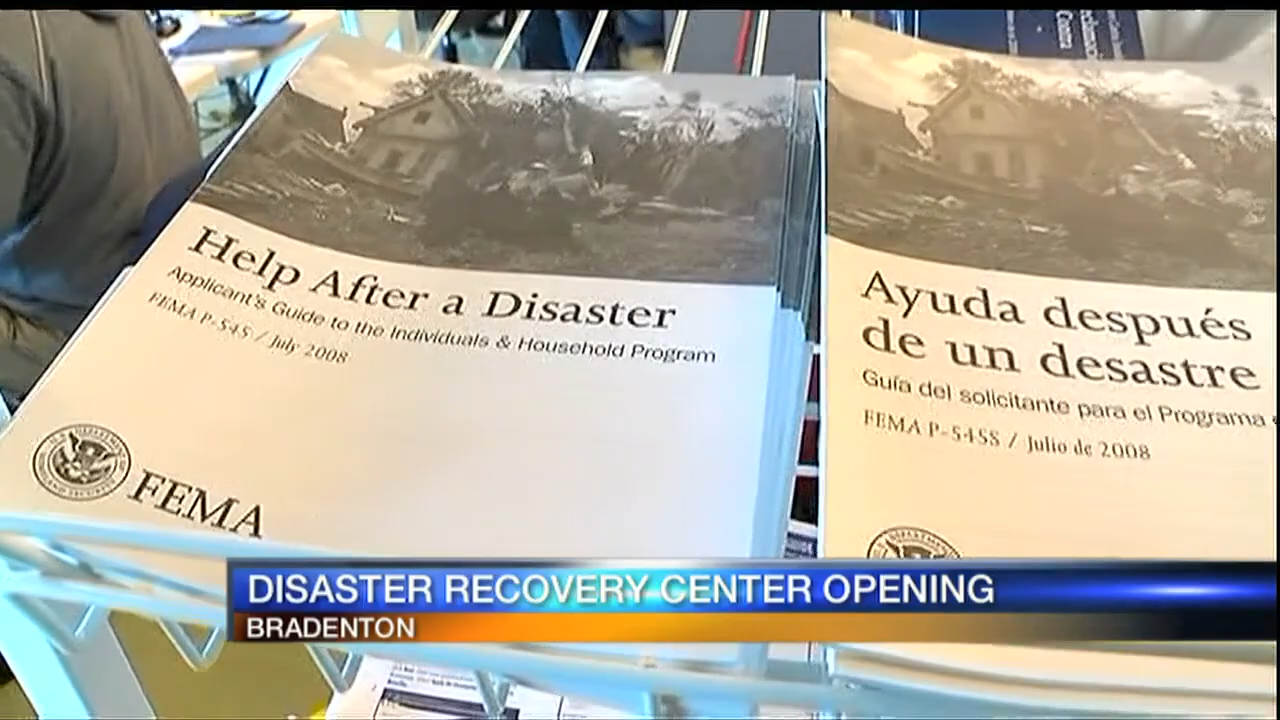 Help After a Disaster
Applicant's Guide to the Individuals & Household Program
FEMA P-545 / July 2008
FEMA
Ayuda después
de un desastre
Guía del solicitante para el Programa
FEMA P-545S / Julio de 2008
DISASTER RECOVERY CENTER OPENING
BRADENTON